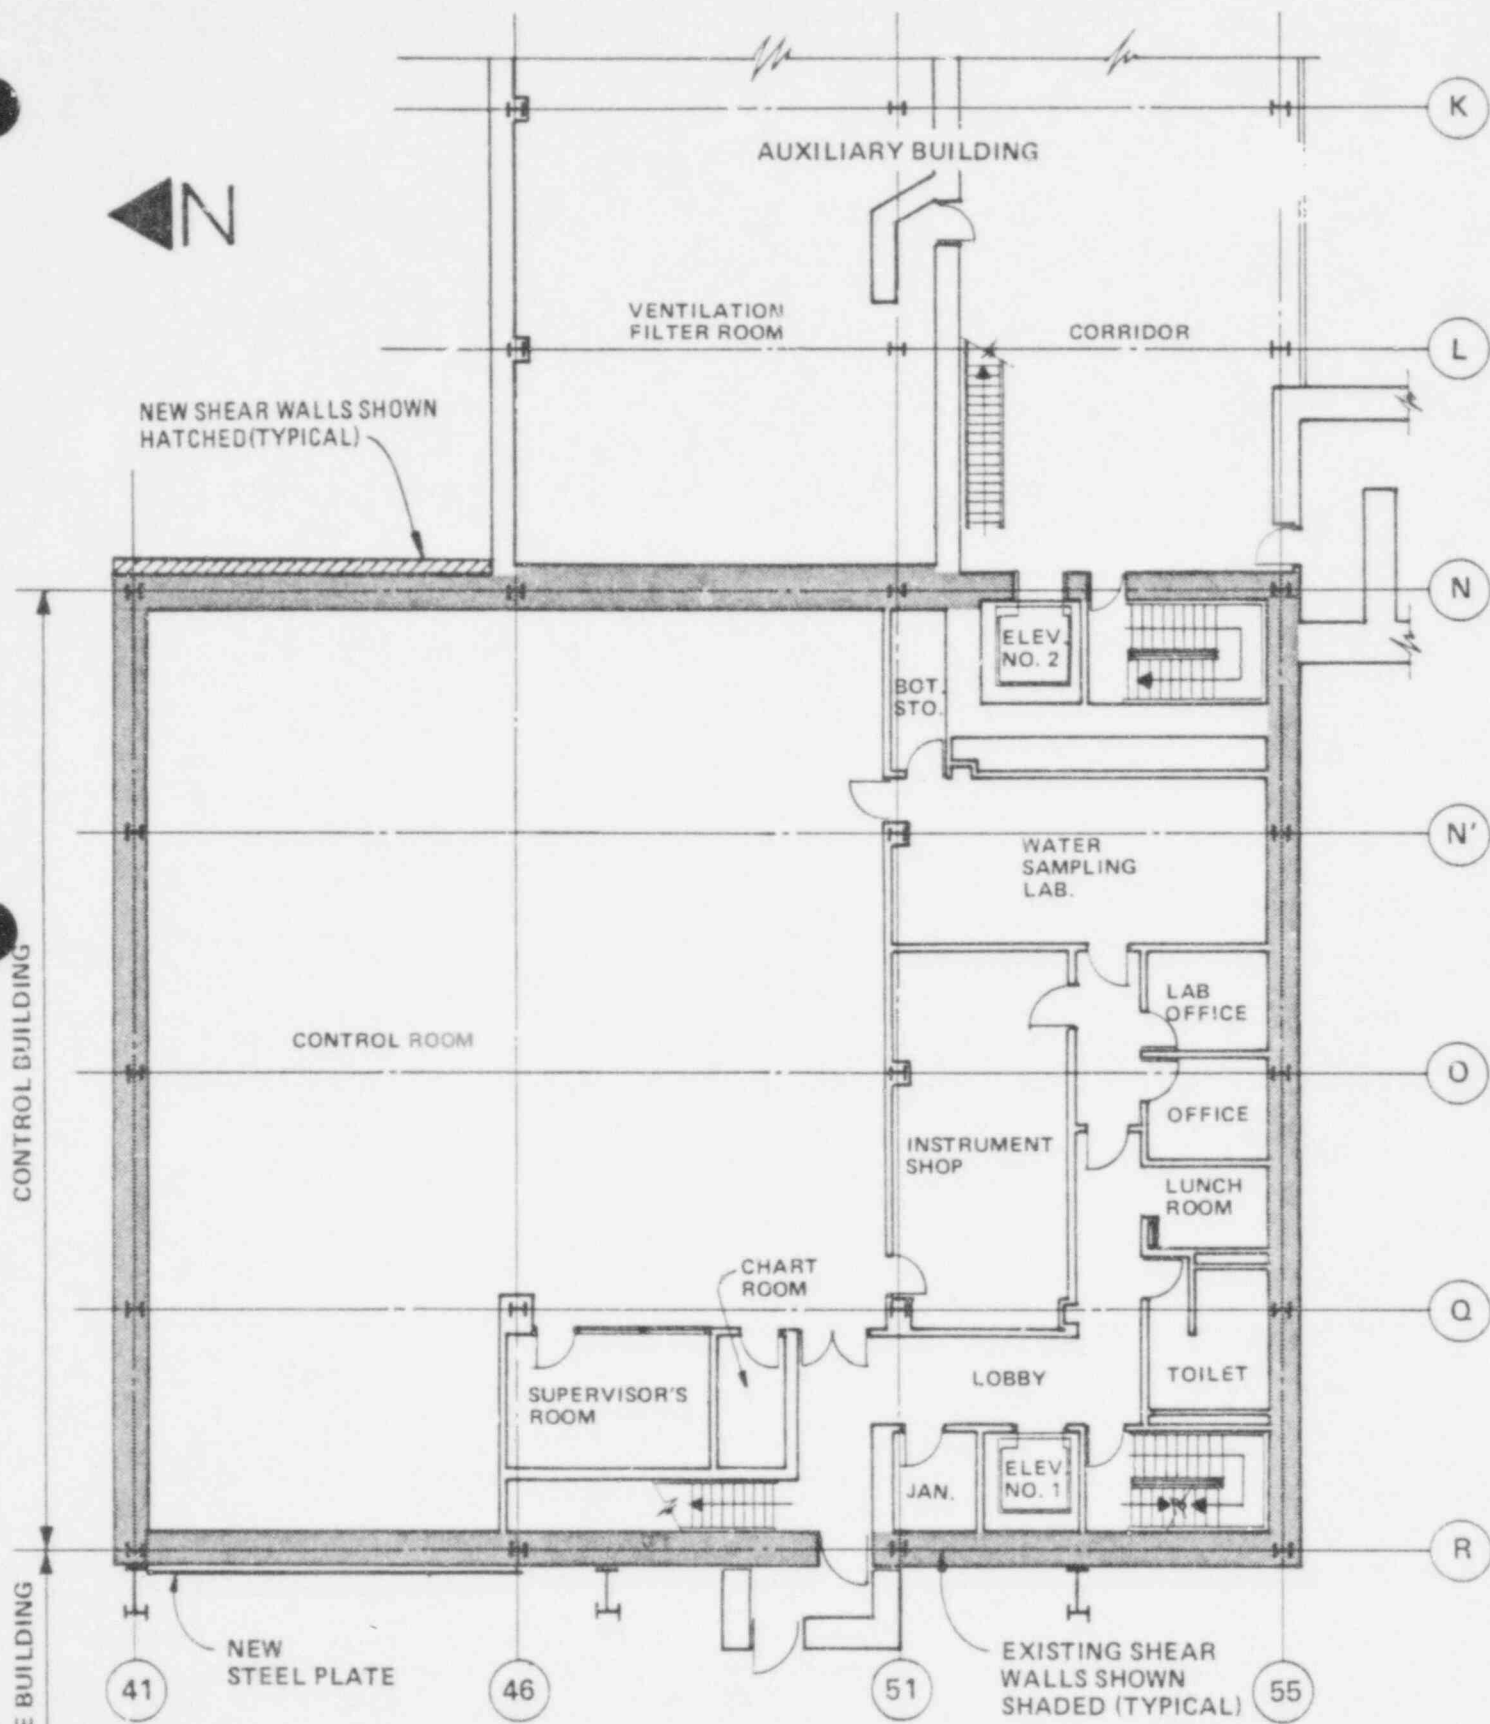 K
AUXILIARY BUILDING
N
VENTILATION
FILTER ROOM
CORRIDOR
L
NEW SHEAR WALLS SHOWN
HATCHED(TYPICAL)
N
ELEV.
NO. 2
BOT.
STO.
N'
WATER
SAMPLING
LAB.
CONTROL BUILDING
LAB
OFFICE
CONTROL ROOM
O
OFFICE
INSTRUMENT
SHOP
LUNCH
ROOM
CHART
ROOM
Q
LOBBY
TOILET
SUPERVISOR'S
ROOM
ELEV.
NO. 1
JAN.
R
NEW
STEEL PLATE
EXISTING SHEAR
WALLS SHOWN
SHADED (TYPICAL)
E BUILDING
41
46
51
55